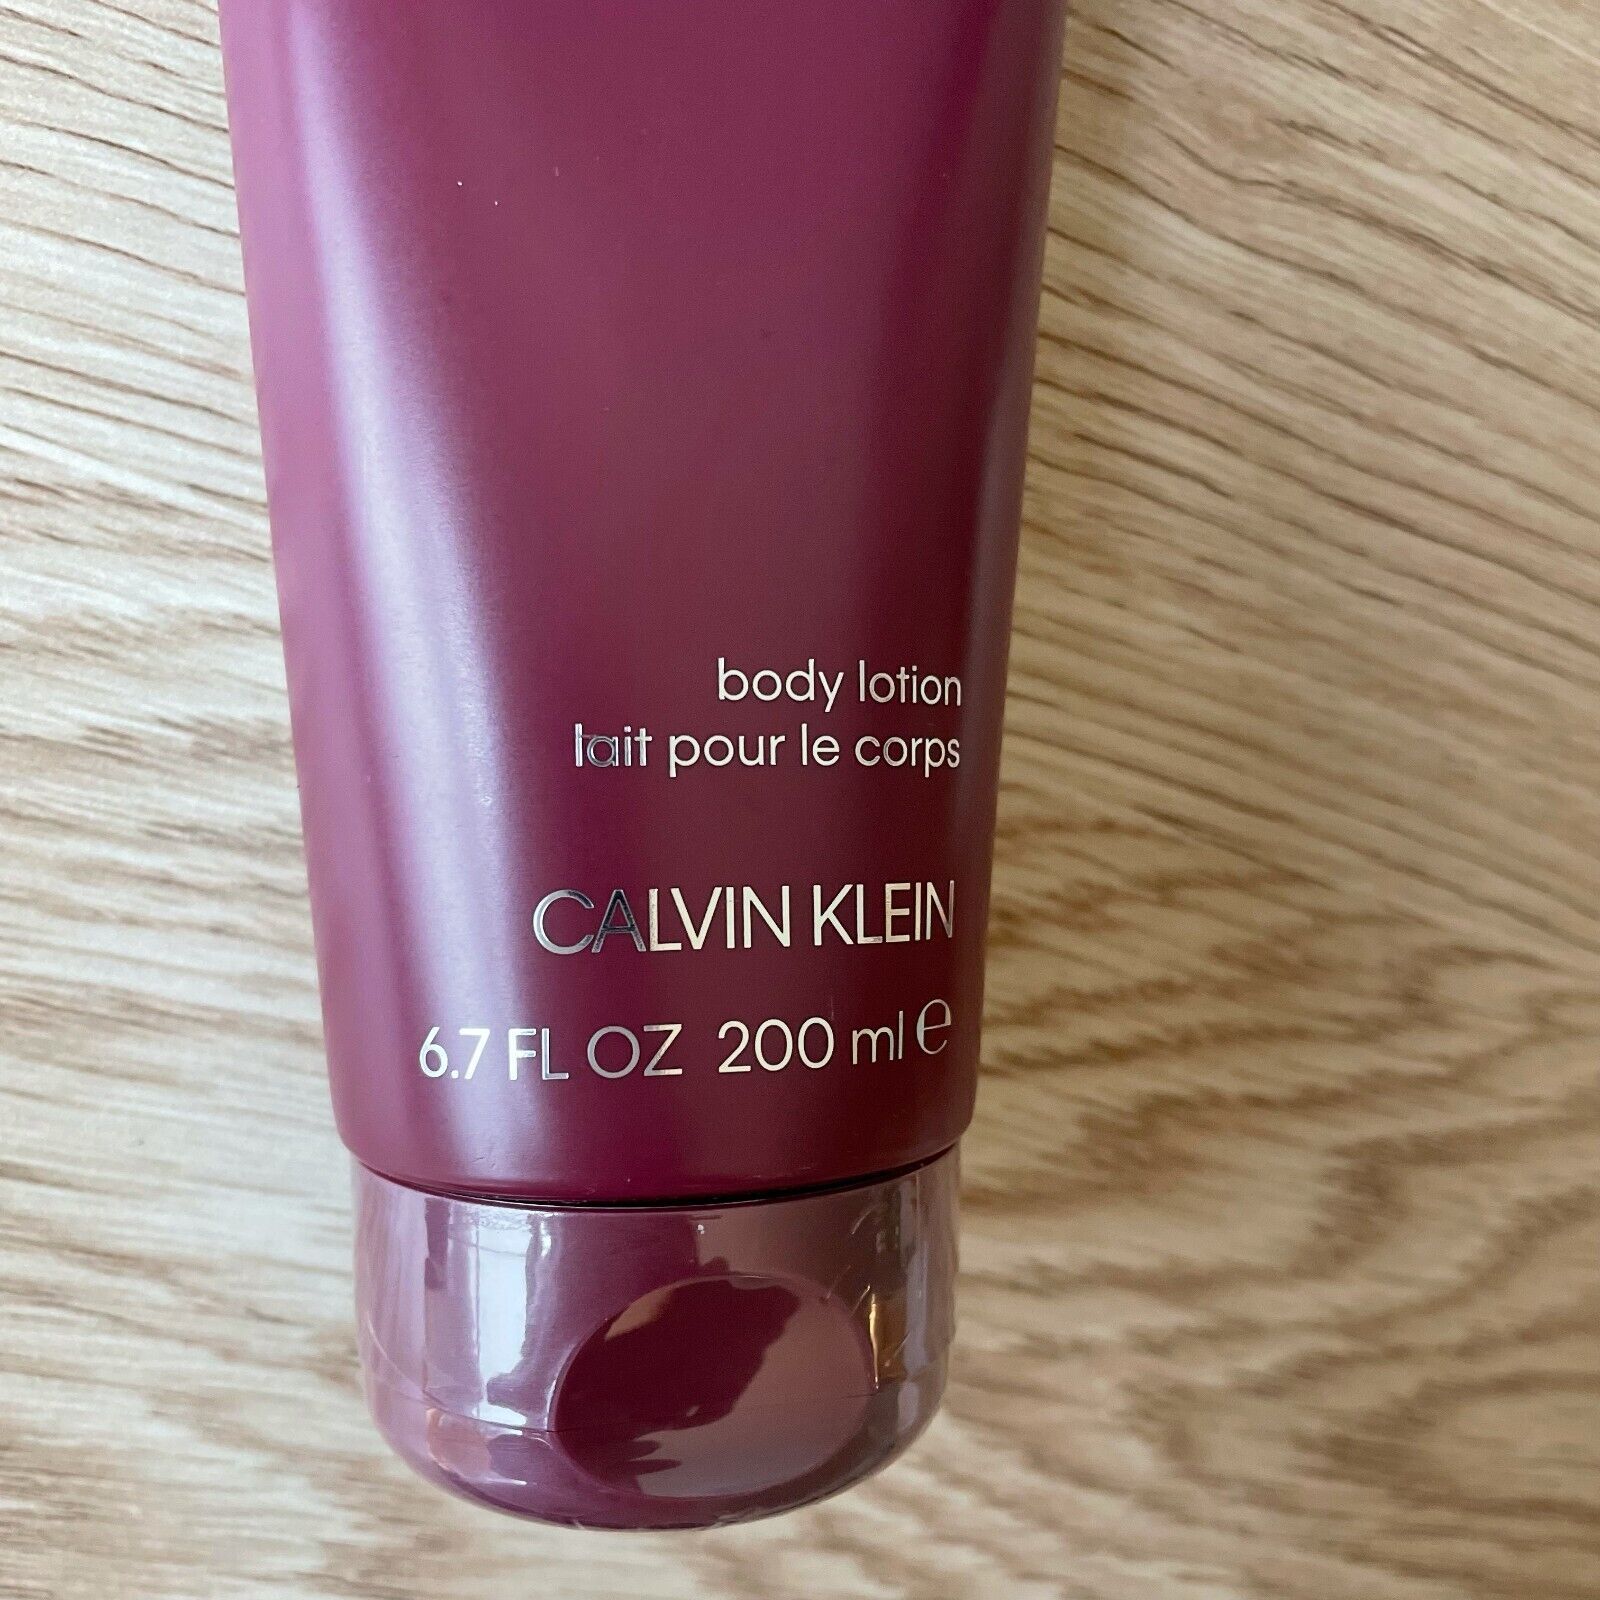 body lotion
lait pour le corps
CALVIN KLEIN
6.7 FL OZ 200 ml ℮